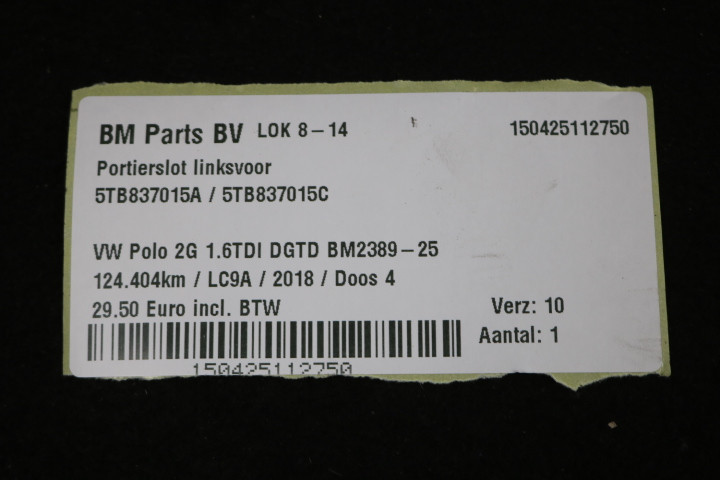 BM Parts BV LOK 8-14 150425112750
Portierslot linksvoor
5TB837015A / 5TB837015C
VW Polo 2G 1.6TDI DGTD BM2389-25
124.404km / LC9A / 2018 / Doos 4
29.50 Euro incl. BTW Verz: 10
Aantal: 1
150425112750